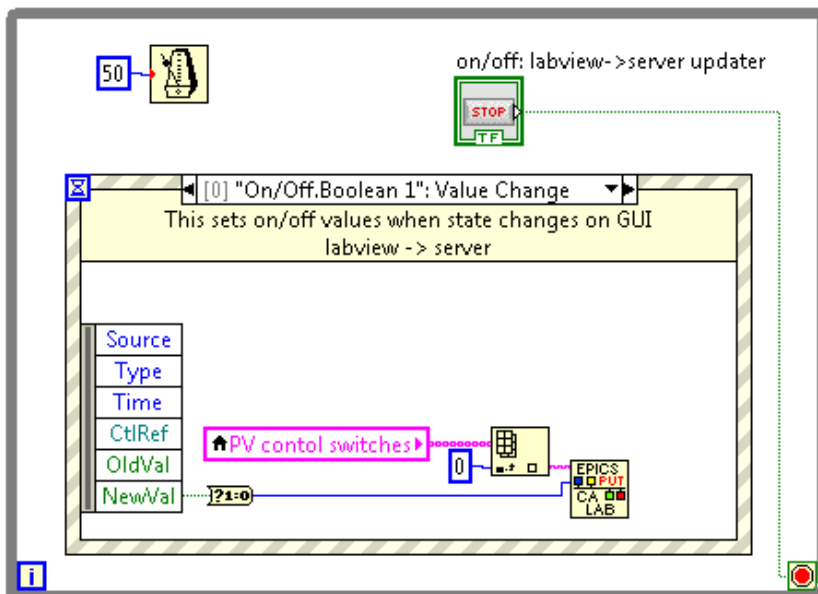 50
on/off: labview->server updater
STOP
TF
[0] "On/Off.Boolean 1": Value Change
This sets on/off values when state changes on GUI
labview -> server
Source
Type
Time
CtlRef
OldVal
NewVal
PV contol switches
0
?1:0
EPICS
PUT
CA
LAB
i